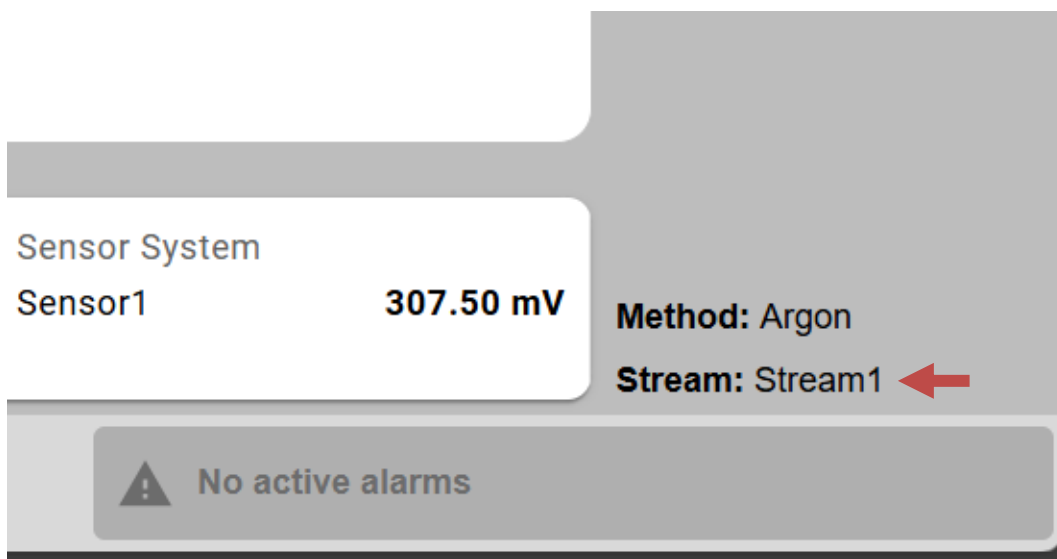 Sensor System
Sensor1 307.50 mV
Method: Argon
Stream: Stream1
No active alarms